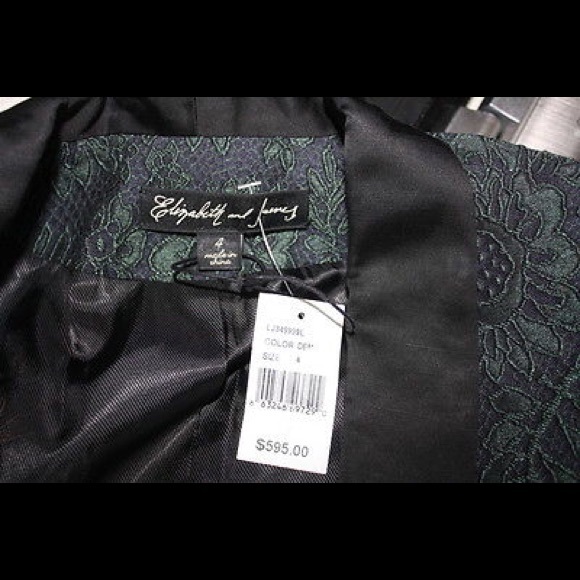 Elizabeth and James
4
made in
china
COLOR:
SIZE: 4
$595.00